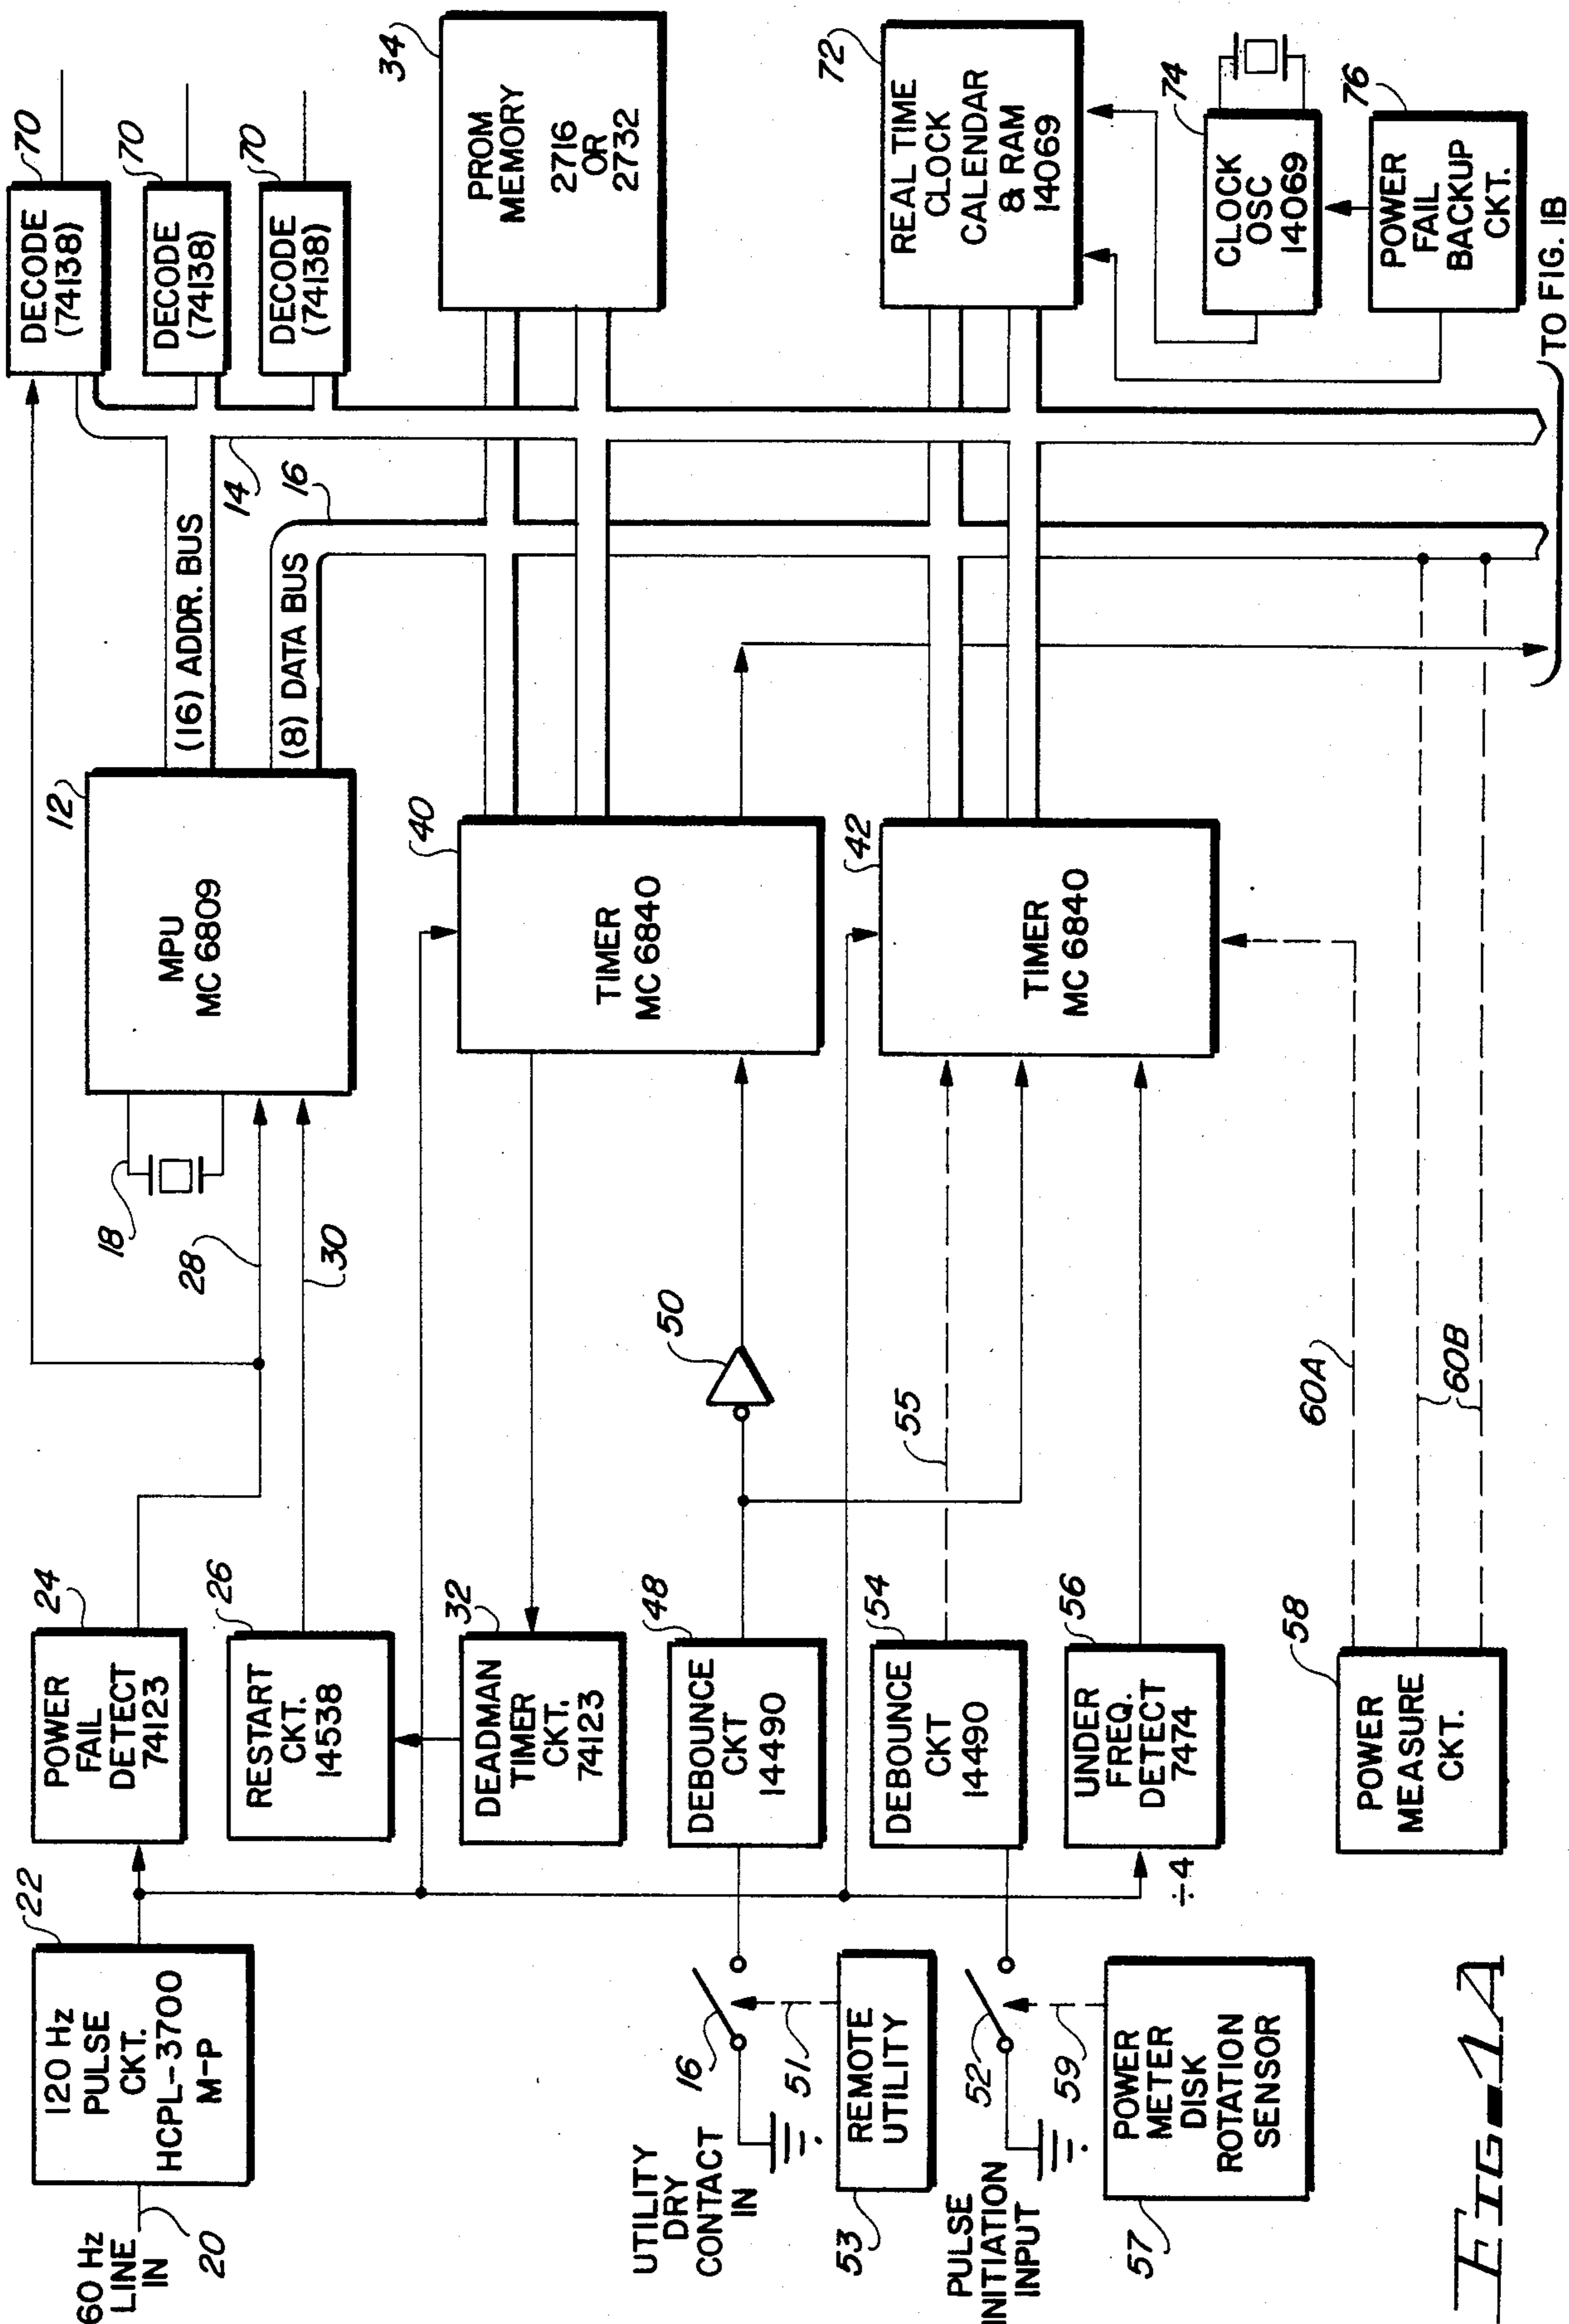 60 Hz
LINE
IN
20
120 Hz
PULSE
CKT.
HCPL-3700
M-P
22
POWER
FAIL
DETECT
74123
24
RESTART
CKT.
14538
26
28
30
18
MPU
MC 6809
12
(16) ADDR. BUS
(8) DATA BUS
14
16
DECODE
(74138)
70
DECODE
(74138)
70
DECODE
(74138)
70
DEADMAN
TIMER
CKT.
74123
32
TIMER
MC 6840
40
PROM
MEMORY
2716
OR
2732
34
UTILITY
DRY
CONTACT
IN
16
51
REMOTE
UTILITY
53
DEBOUNCE
CKT
14490
48
50
PULSE
INITIATION
INPUT
52
59
POWER
METER
DISK
ROTATION
SENSOR
57
DEBOUNCE
CKT
14490
54
55
UNDER
FREQ.
DETECT
7474
56
÷4
TIMER
MC 6840
42
REAL TIME
CLOCK
CALENDAR
& RAM
14069
72
CLOCK
OSC
14069
74
POWER
FAIL
BACKUP
CKT.
76
POWER
MEASURE
CKT.
58
60A
60B
TO FIG. 1B
FIG-1A